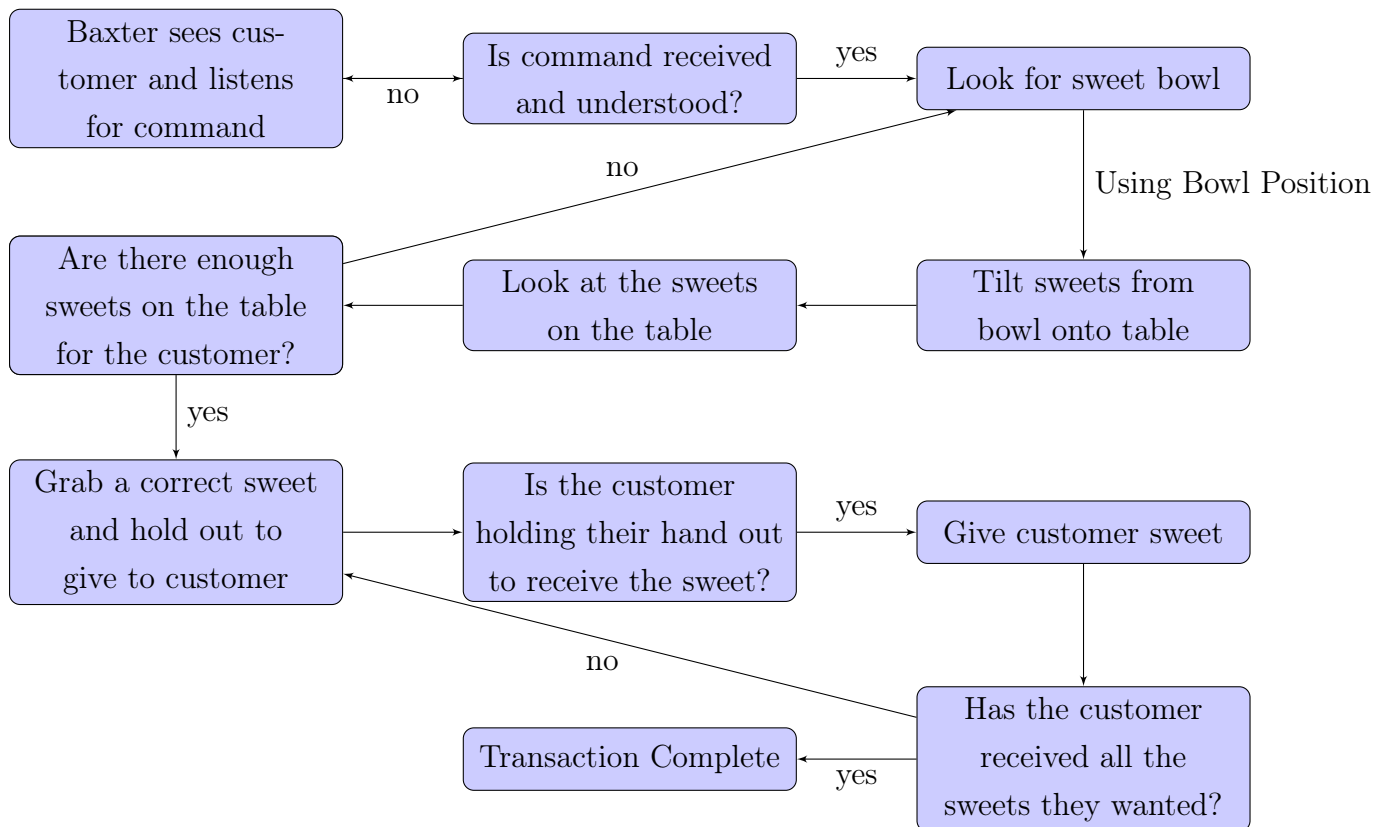 Baxter sees cus-
tomer and listens
for command
no
Is command received
and understood?
yes
Look for sweet bowl
no
Using Bowl Position
Are there enough
sweets on the table
for the customer?
Look at the sweets
on the table
Tilt sweets from
bowl onto table
yes
Grab a correct sweet
and hold out to
give to customer
Is the customer
holding their hand out
to receive the sweet?
yes
Give customer sweet
no
Transaction Complete
yes
Has the customer
received all the
sweets they wanted?